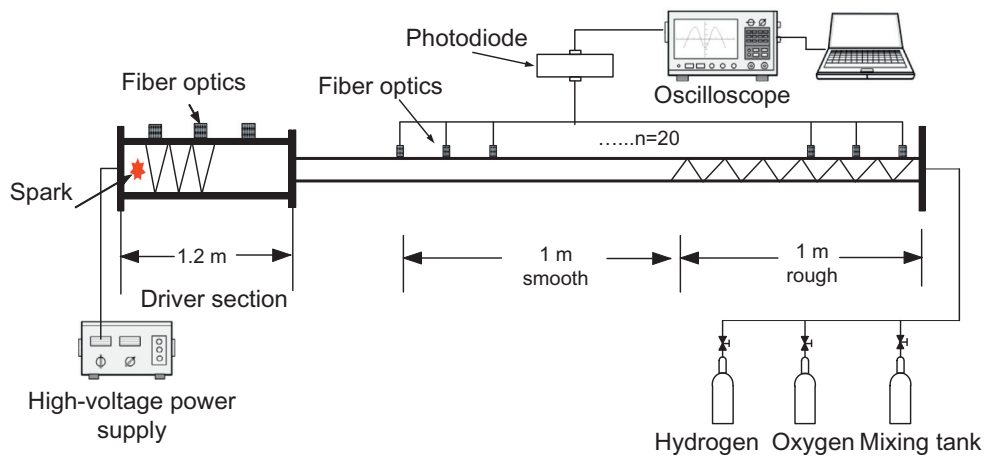 Photodiode
Fiber optics
Fiber optics
Oscilloscope
…...n=20
Spark
1.2 m
1 m
smooth
1 m
rough
Driver section
High-voltage power
supply
Hydrogen Oxygen Mixing tank